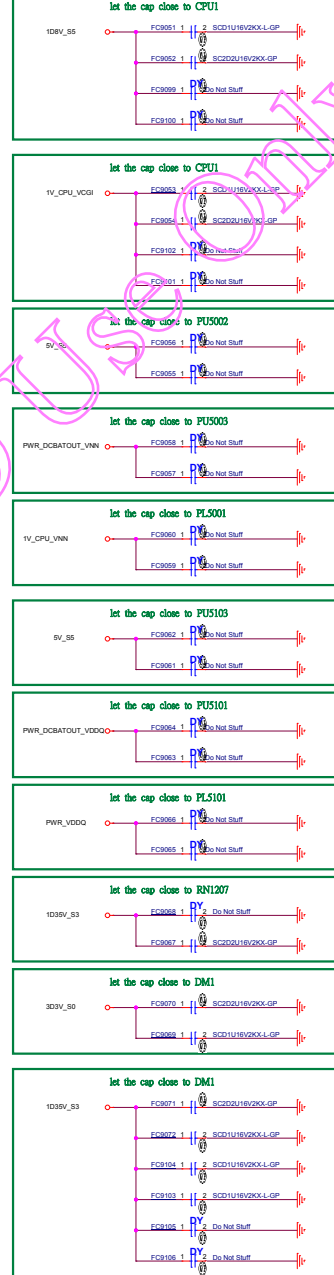 let the cap close to CPU1
1D8V_S5
FC9051 1 2 SCD1U16V2KX-L-GP
FC9052 1 2 SC2D2U16V2KX-GP
FC9099 1 DY Do Not Stuff
FC9100 1 DY Do Not Stuff
let the cap close to CPU1
1V_CPU_VCGI
FC9053 1 2 SCD1U16V2KX-L-GP
FC9054 1 2 SC2D2U16V2KX-GP
FC9102 1 DY Do Not Stuff
FC9101 1 DY Do Not Stuff
let the cap close to PU5002
5V_S5
FC9056 1 DY Do Not Stuff
FC9055 1 DY Do Not Stuff
let the cap close to PU5003
PWR_DCBATOUT_VNN
FC9058 1 DY Do Not Stuff
FC9057 1 DY Do Not Stuff
let the cap close to PL5001
1V_CPU_VNN
FC9060 1 DY Do Not Stuff
FC9059 1 DY Do Not Stuff
let the cap close to PU5103
5V_S5
FC9062 1 DY Do Not Stuff
FC9061 1 DY Do Not Stuff
let the cap close to PU5101
PWR_DCBATOUT_VDDQ
FC9064 1 DY Do Not Stuff
FC9063 1 DY Do Not Stuff
let the cap close to PL5101
PWR_VDDQ
FC9066 1 DY Do Not Stuff
FC9065 1 DY Do Not Stuff
let the cap close to RN1207
1D35V_S3
FC9068 1 DY 2 Do Not Stuff
FC9067 1 2 SC2D2U16V2KX-GP
let the cap close to DM1
3D3V_S0
FC9070 1 2 SC2D2U16V2KX-GP
FC9069 1 2 SCD1U16V2KX-L-GP
let the cap close to DM1
1D35V_S3
FC9071 1 2 SC2D2U16V2KX-GP
FC9072 1 2 SCD1U16V2KX-L-GP
FC9104 1 2 SCD1U16V2KX-L-GP
FC9103 1 2 SCD1U16V2KX-L-GP
FC9105 1 DY 2 Do Not Stuff
FC9106 1 DY 2 Do Not Stuff
Use Only